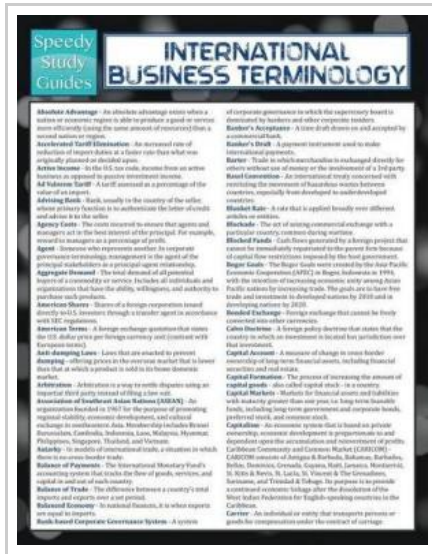 Speedy
Study
Guides
INTERNATIONAL
BUSINESS TERMINOLOGY
Absolute Advantage - An absolute advantage exists when a
nation or economic region is able to produce a good or service
more efficiently (using the same amount of resources) than a
second nation or region.
Accelerated Tariff Elimination - An increased rate of
reduction of import duties at a faster rate than what was
originally planned or decided upon.
Active Income - In the U.S. tax code, income from an active
business as opposed to passive investment income.
Ad Valorem Tariff - A tariff assessed as a percentage of the
value of an import.
Advising Bank - Bank, usually in the country of the seller,
whose primary function is to authenticate the letter of credit
and advise it to the seller.
Agency Costs - The costs incurred to ensure that agents and
managers act in the best interest of the principal. For example,
reward to managers as a percentage of profit.
Agent - Someone who represents another. In corporate
governance terminology, management is the agent of the
principal stakeholders in a principal agent relationship.
Aggregate Demand - The total demand of all potential
buyers of a commodity or service. Includes all individuals and
organizations that have the ability, willingness, and authority to
purchase such products.
American Shares - Shares of a foreign corporation issued
directly to U.S. investors through a transfer agent in accordance
with SEC regulations.
American Terms - A foreign exchange quotation that states
the U.S. dollar price per foreign currency unit (contrast with
European terms).
Anti-dumping Laws - Laws that are enacted to prevent
dumping - offering prices in the overseas market that is lower
than that at which a product is sold in its home domestic
market.
Arbitration - Arbitration is a way to settle disputes using an
impartial third party instead of filing a law suit.
Association of Southeast Asian Nations (ASEAN) - An
organization founded in 1967 for the purpose of promoting
regional stability, economic development, and cultural
exchange in southeastern Asia. Membership includes Brunei
Darussalam, Cambodia, Indonesia, Laos, Malaysia, Myanmar,
Philippines, Singapore, Thailand, and Vietnam.
Autarky - In models of international trade, a situation in which
there is no cross-border trade.
Balance of Payments - The International Monetary Fund's
accounting system that tracks the flow of goods, services, and
capital in and out of each country.
Balance of Trade - The difference between a country's total
imports and exports over a set period.
Balanced Economy - In national finances, it is when exports
are equal to imports.
Bank-based Corporate Governance System - A system
of corporate governance in which the supervisory board is
dominated by bankers and other corporate insiders.
Banker's Acceptance - A time draft drawn on and accepted by
a commercial bank.
Banker's Draft - A payment instrument used to make
international payments.
Barter - Trade in which merchandise is exchanged directly for
others without use of money or the involvement of a 3rd party.
Basel Convention - An international treaty concerned with
restricting the movement of hazardous wastes between
countries, especially from developed to underdeveloped
countries.
Blanket Rate - A rate that is applied broadly over different
articles or entities.
Blockade - The act of mixing commercial exchange with a
particular country, common during wartime.
Blocked Funds - Cash flows generated by a foreign project that
cannot be immediately repatriated to the parent firm because
of capital flow restrictions imposed by the host government.
Bogor Goals - The Bogor Goals were created by the Asia-Pacific
Economic Cooperation (APEC) in Bogor, Indonesia in 1994,
with the intention of increasing economic unity among Asian
Pacific nations by increasing trade. The goals are to have free
trade and investment in developed nations by 2010 and in
developing nations by 2020.
Bonded Exchange - Foreign exchange that cannot be freely
converted into other currencies.
Calvo Doctrine - A foreign policy doctrine that states that the
country in which an investment is located has jurisdiction over
that investment.
Capital Account - A measure of change in cross-border
ownership of long-term financial assets, including financial
securities and real estate.
Capital Formation - The process of increasing the amount of
capital goods - also called capital stock - in a country.
Capital Markets - Markets for financial assets and liabilities
with maturity greater than one year, i.e. long-term loanable
funds, including long-term government and corporate bonds,
preferred stock, and common stock.
Capitalism - An economic system that is based on private
ownership; economic development is proportionate to and
dependent upon the accumulation and reinvestment of profits.
Caribbean Community and Common Market (CARICOM) -
CARICOM consists of Antigua & Barbuda, Bahamas, Barbados,
Belize, Dominica, Grenada, Guyana, Haiti, Jamaica, Montserrat,
St. Kitts & Nevis, St. Lucia, St. Vincent & The Grenadines,
Suriname, and Trinidad & Tobago. Its purpose is to provide
a continued economic linkage after the dissolution of the
West Indies Federation for English-speaking countries in the
Caribbean.
Carrier - An individual or entity that transports persons or
goods for compensation under the contract of carriage.